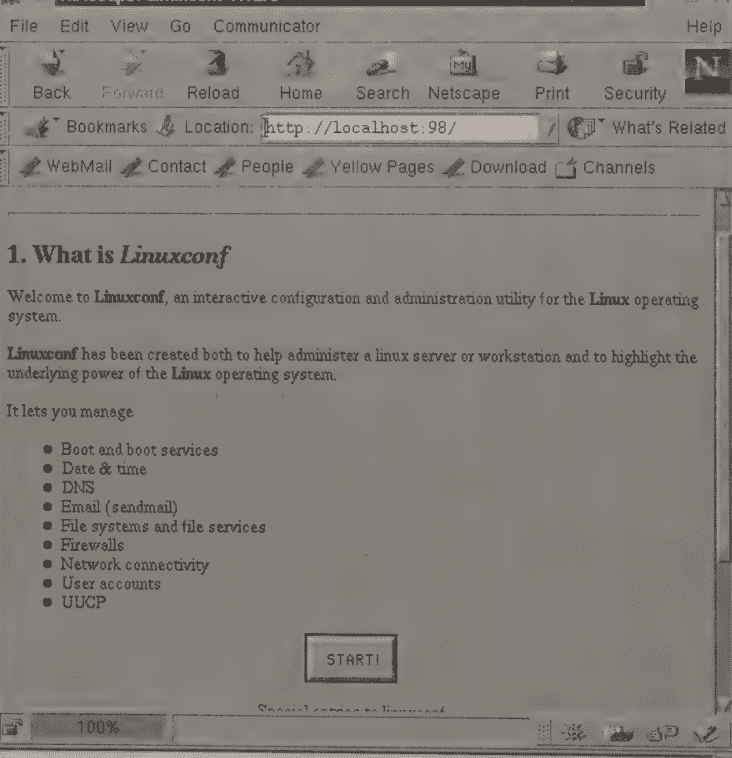 File Edit View Go Communicator Help
Back Forward Reload Home Search Netscape Print Security
My
N
Bookmarks Location: http://localhost:98/ What's Related
WebMail Contact People Yellow Pages Download Channels
1. What is Linuxconf
Welcome to Linuxconf, an interactive configuration and administration utility for the Linux operating
system.
Linuxconf has been created both to help administer a linux server or workstation and to highlight the
underlying power of the Linux operating system.
It lets you manage
● Boot and boot services
● Date & time
● DNS
● Email (sendmail)
● File systems and file services
● Firewalls
● Network connectivity
● User accounts
● UUCP
START!
100%